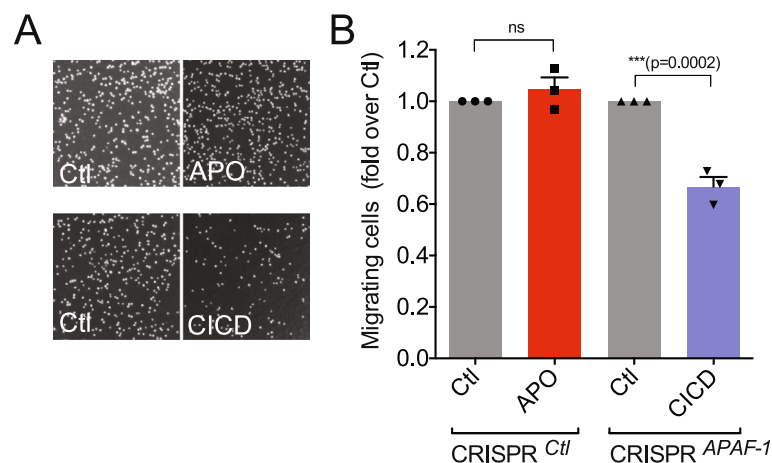 A
Ctl
APO
Ctl
CICD
B
Migrating cells (fold over Ctl)
1.2
1.0
0.8
0.6
0.4
0.2
0.0
ns
***(p=0.0002)
Ctl
APO
Ctl
CICD
CRISPR Ctl
CRISPR APAF-1